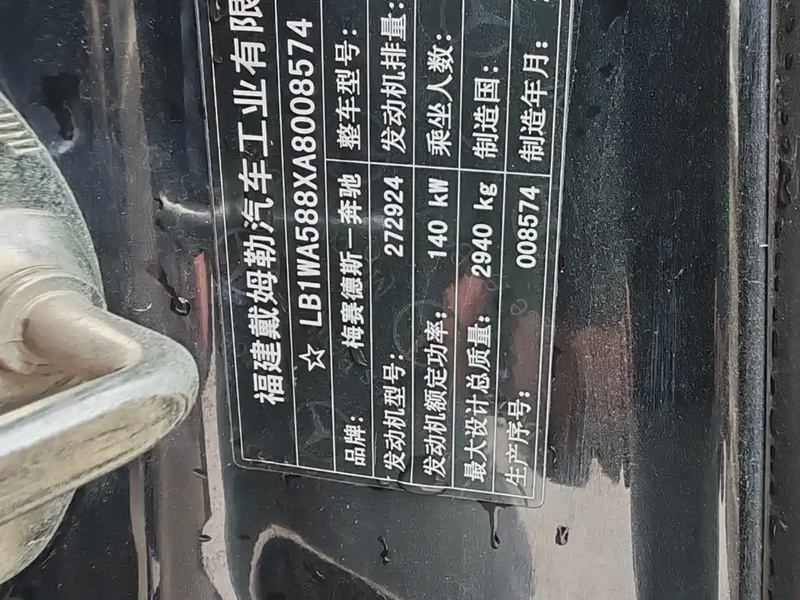 福建戴姆勒汽车工业有限
☆ LB1WA588XA8008574
品牌: 梅赛德斯－奔驰 整车型号:
发动机型号: 272924 发动机排量:
发动机额定功率: 140 kW 乘坐人数:
最大设计总质量: 2940 kg 制造国:
生产序号: 008574 制造年月: